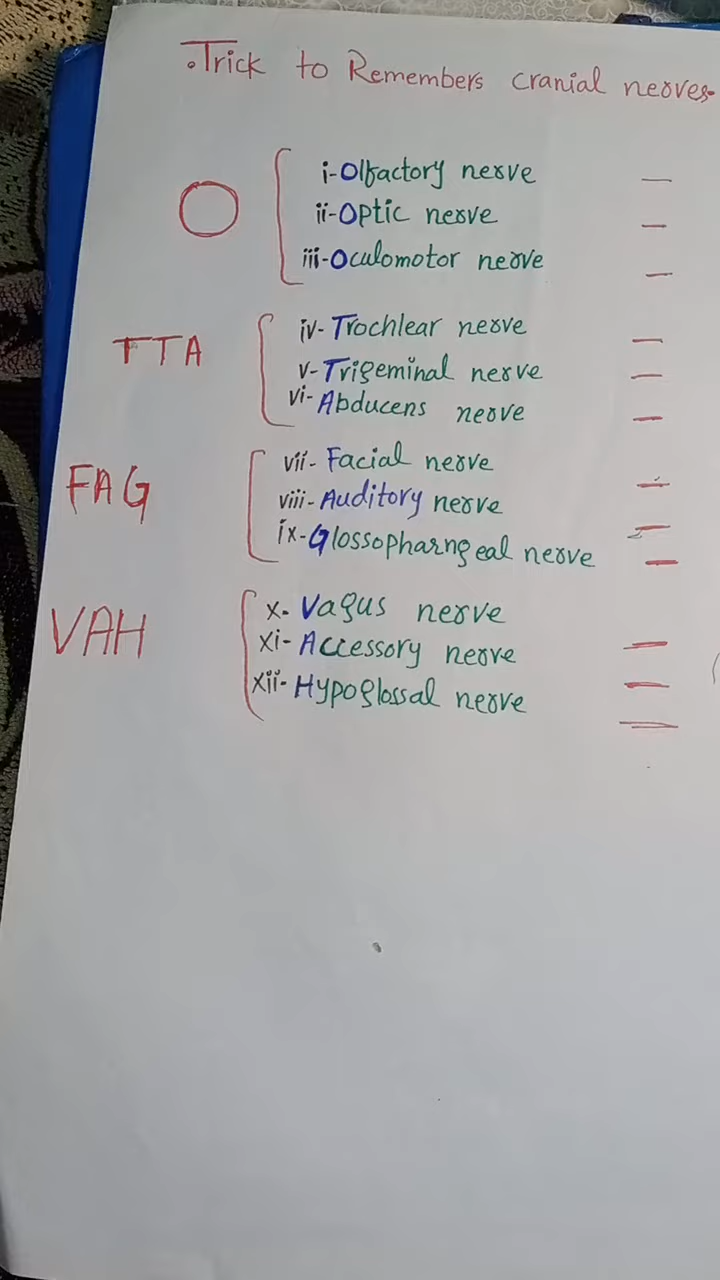 .Trick to Remembers cranial nerves.
O
i-Olfactory nerve
ii-Optic nerve
iii-Oculomotor nerve
TTA
iv-Trochlear nerve
v-Trigeminal nerve
vi-Abducens nerve
FAG
vii-Facial nerve
viii-Auditory nerve
ix-Glossopharngeal nerve
VAH
x-Vagus nerve
xi-Accessory nerve
xii-Hypoglossal nerve